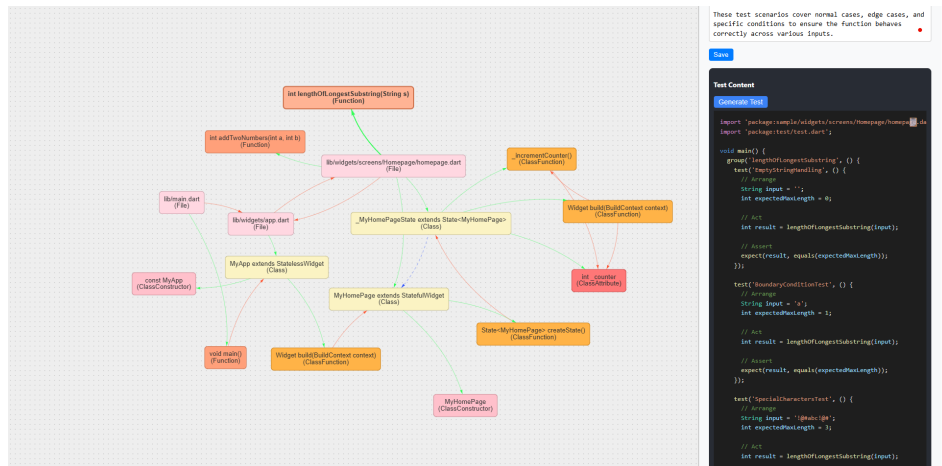 These test scenarios cover normal cases, edge cases, and
specific conditions to ensure the function behaves
correctly across various inputs.
Save
Test Content
Generate Test
import 'package:sample/widgets/screens/Homepage/homepage.da
import 'package:test/test.dart';
void main() {
group('lengthOfLongestSubstring', () {
test('EmptyStringHandling', () {
// Arrange
String input = '';
int expectedMaxLength = 0;
// Act
int result = lengthOfLongestSubstring(input);
// Assert
expect(result, equals(expectedMaxLength));
});
test('BoundaryConditionTest', () {
// Arrange
String input = 'a';
int expectedMaxLength = 1;
// Act
int result = lengthOfLongestSubstring(input);
// Assert
expect(result, equals(expectedMaxLength));
});
test('SpecialCharactersTest', () {
// Arrange
String input =
int expectedMaxLength = 3;
// Act
int result = lengthOfLongestSubstring(input);
int lengthOfLongestSubstring(String s)
(Function)
int addTwoNumbers(int a, int b)
(Function)
lib/widgets/screens/Homepage/homepage.dart
(File)
_IncrementCounter()
(ClassFunction)
lib/main.dart
(File)
lib/widgets/app.dart
(File)
_MyHomePageState extends State<MyHomePage>
(Class)
Widget build(BuildContext context)
(ClassFunction)
MyApp extends StatelessWidget
(Class)
const MyApp
(ClassConstructor)
int _counter
(ClassAttribute)
MyHomePage extends StatefulWidget
(Class)
State<MyHomePage> createState()
(ClassFunction)
void main()
(Function)
Widget build(BuildContext context)
(ClassFunction)
MyHomePage
(ClassConstructor)